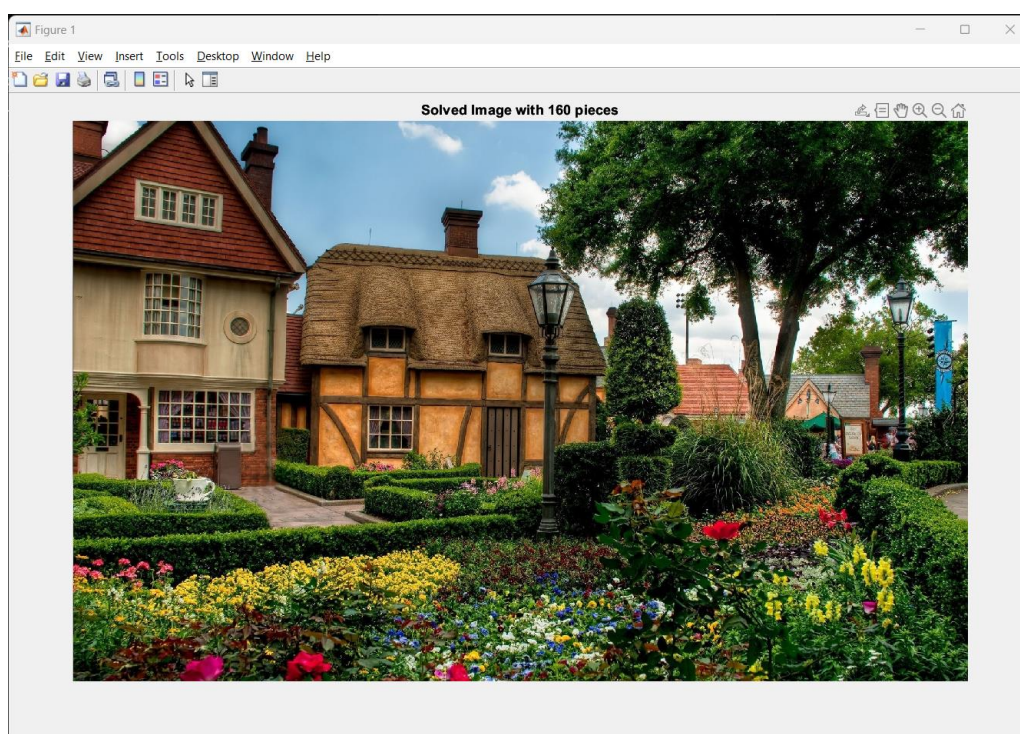 Figure 1
File Edit View Insert Tools Desktop Window Help
Solved Image with 160 pieces